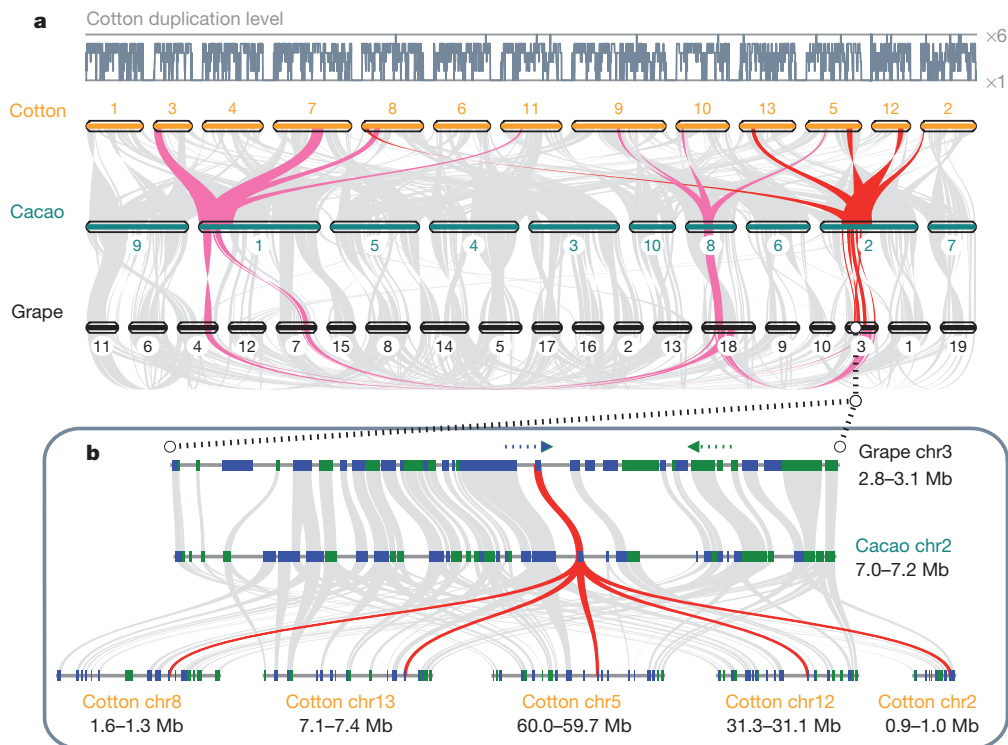 a
Cotton duplication level
×6
×1
Cotton
1 3 4 7 8 6 11 9 10 13 5 12 2
Cacao
9 1 5 4 3 10 8 6 2 7
Grape
11 6 4 12 7 15 8 14 5 17 16 2 13 18 9 10 3 1 19
b
Grape chr3
2.8–3.1 Mb
Cacao chr2
7.0–7.2 Mb
Cotton chr8 Cotton chr13 Cotton chr5 Cotton chr12 Cotton chr2
1.6–1.3 Mb 7.1–7.4 Mb 60.0–59.7 Mb 31.3–31.1 Mb 0.9–1.0 Mb